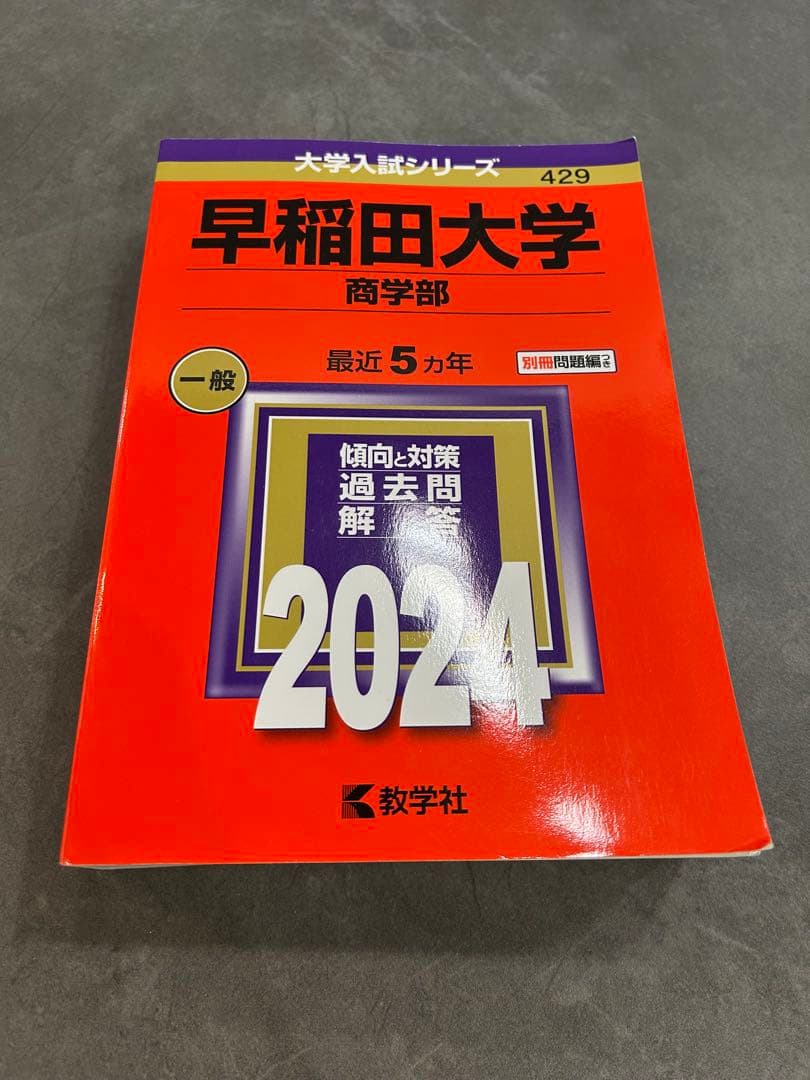 大学入試シリーズ
429
早稲田大学
商学部
最近5カ年
別冊問題編つき
一般
傾向と対策
過去問
解答
2024
教学社